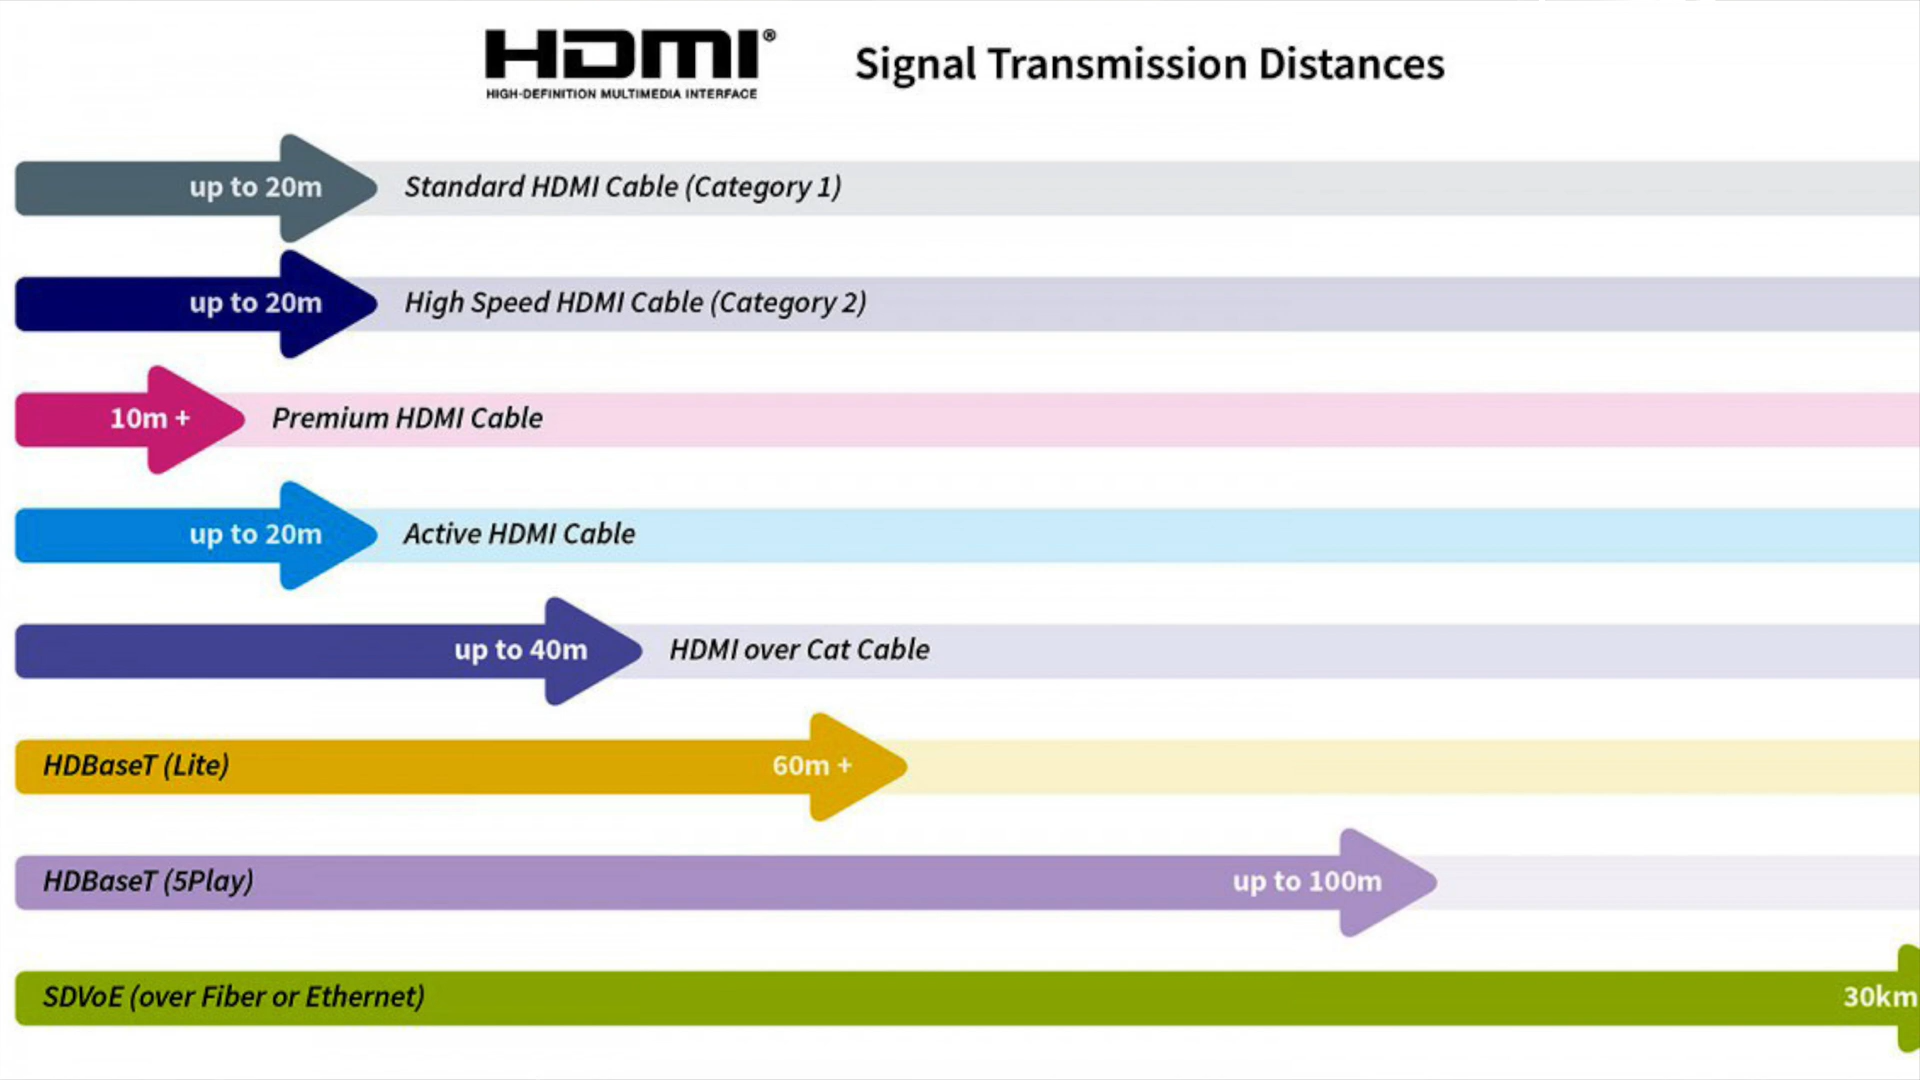 HDMI®
HIGH-DEFINITION MULTIMEDIA INTERFACE
Signal Transmission Distances
up to 20m
Standard HDMI Cable (Category 1)
up to 20m
High Speed HDMI Cable (Category 2)
10m +
Premium HDMI Cable
up to 20m
Active HDMI Cable
up to 40m
HDMI over Cat Cable
HDBaseT (Lite)
60m +
HDBaseT (5Play)
up to 100m
SDVoE (over Fiber or Ethernet)
30km